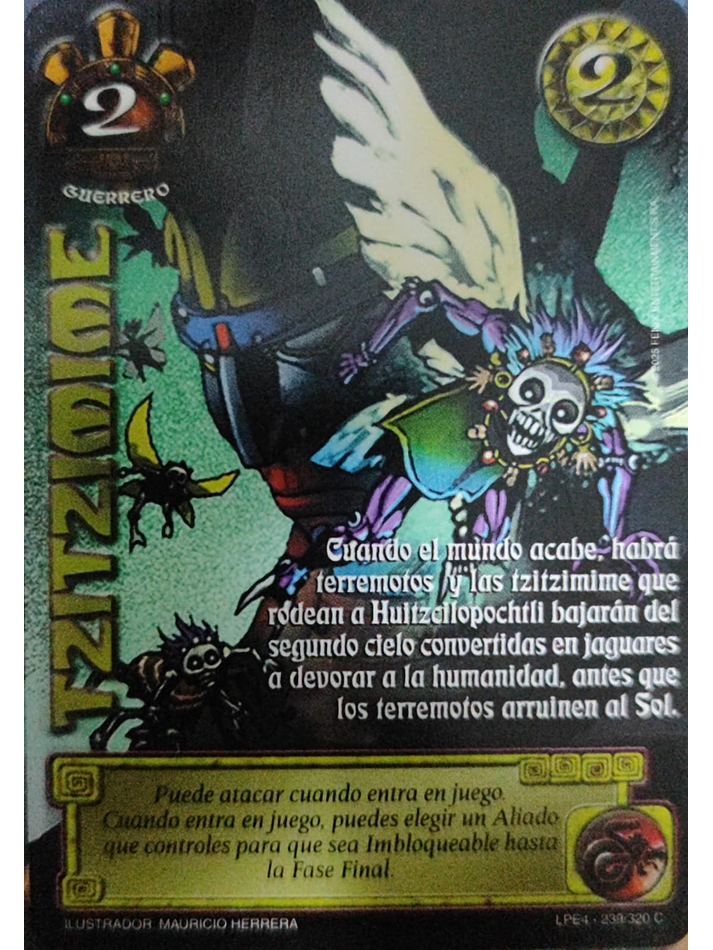 2
2
GUERRERO
TZITZIMIME
Cuando el mundo acabe, habrá
terremotos y las tzitzimime que
rodean a Huitzcilopochtli bajarán del
segundo cielo convertidas en jaguares
a devorar a la humanidad, antes que
los terremotos arruinen al Sol.
Puede atacar cuando entra en juego.
Cuando entra en juego, puedes elegir un Aliado
que controles para que sea Imbloqueable hasta
la Fase Final.
ILUSTRADOR MAURICIO HERRERA
LPE4 - 239/320 C